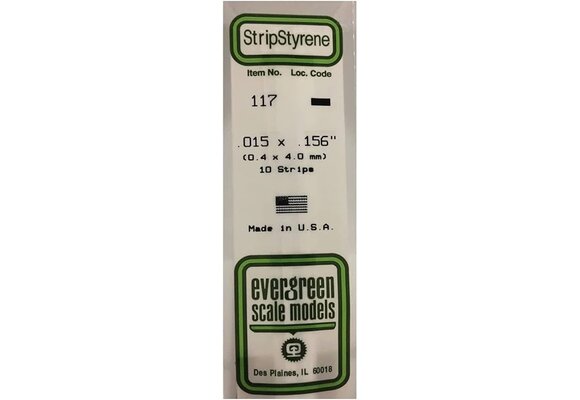 StripStyrene
Item No. Loc. Code
117
.015 x .156"
(0.4 x 4.0 mm)
10 Strips
Made in U.S.A.
evergreen
scale models
Des Plaines, IL 60018